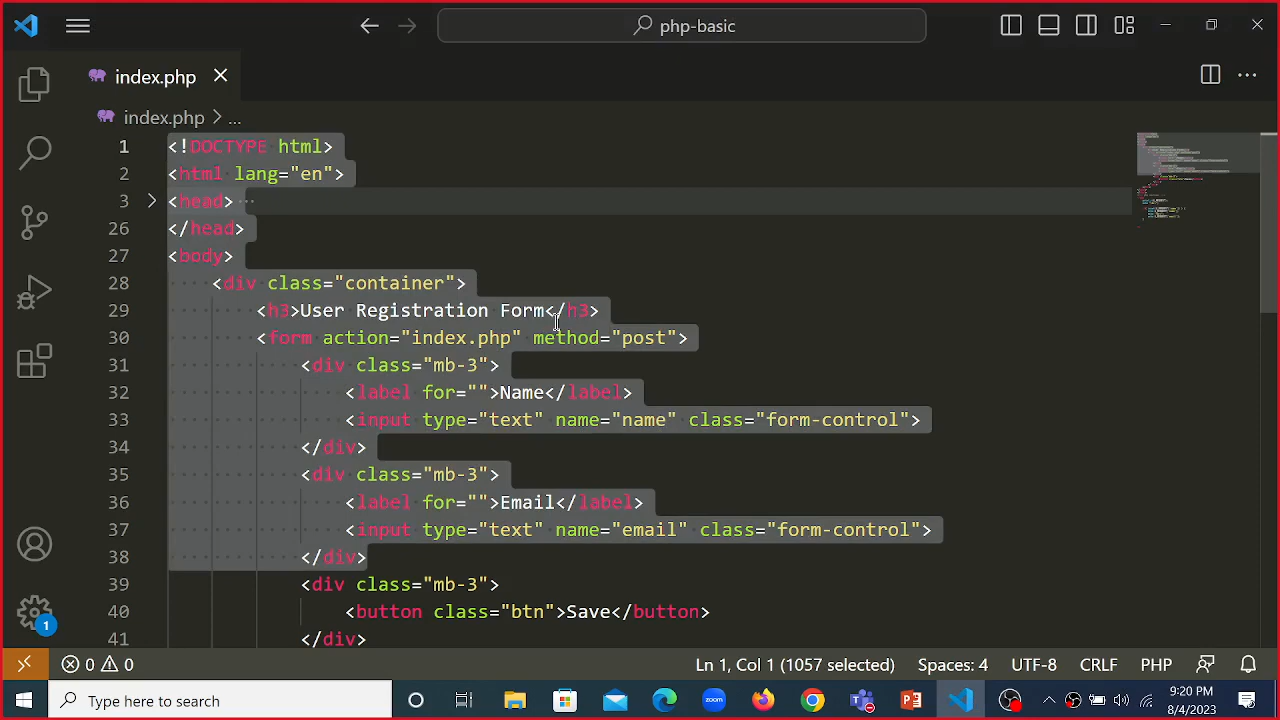 php-basic
index.php
index.php > ...
1 <!DOCTYPE html>
2 <html lang="en">
3 <head> ...
26 </head>
27 <body>
28 <div class="container">
29 <h3>User Registration Form</h3>
30 <form action="index.php" method="post">
31 <div class="mb-3">
32 <label for="">Name</label>
33 <input type="text" name="name" class="form-control">
34 </div>
35 <div class="mb-3">
36 <label for="">Email</label>
37 <input type="text" name="email" class="form-control">
38 </div>
39 <div class="mb-3">
40 <button class="btn">Save</button>
41 </div>
1
0 0 Ln 1, Col 1 (1057 selected) Spaces: 4 UTF-8 CRLF PHP
Type here to search zoom 9:20 PM
8/4/2023